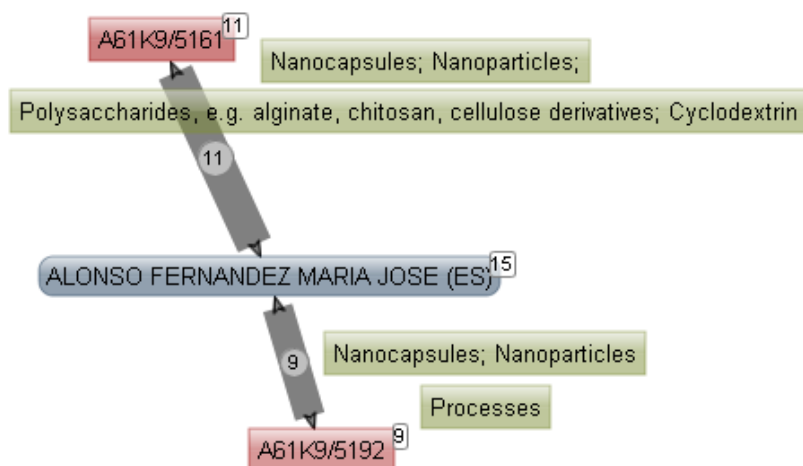 A61K9/5161 11
Nanocapsules; Nanoparticles;
Polysaccharides, e.g. alginate, chitosan, cellulose derivatives; Cyclodextrin
11
ALONSO FERNANDEZ MARIA JOSE (ES) 15
9
Nanocapsules; Nanoparticles
Processes
A61K9/5192 9